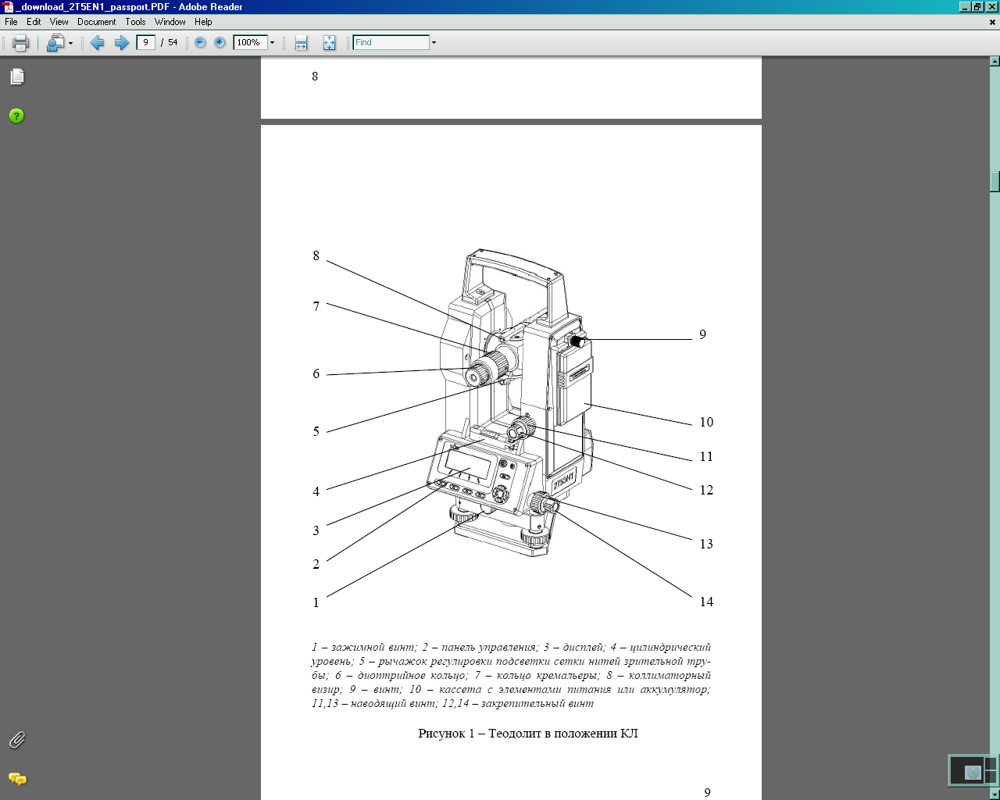 _download_2T5EN1_passport.PDF - Adobe Reader
File Edit View Document Tools Window Help
9 / 54 100% Find
8
8
7
6
5
4
3
2
1
9
10
11
12
13
14
2T5EN1
1 – зажимной винт; 2 – панель управления; 3 – дисплей; 4 – цилиндрический
уровень; 5 – рычажок регулировки подсветки сетки нитей зрительной тру-
бы; 6 – диоптрийное кольцо; 7 – кольцо кремальеры; 8 – коллиматорный
визир; 9 – винт; 10 – кассета с элементами питания или аккумулятор;
11,13 – наводящий винт; 12,14 – закрепительный винт
Рисунок 1 – Теодолит в положении КЛ
9